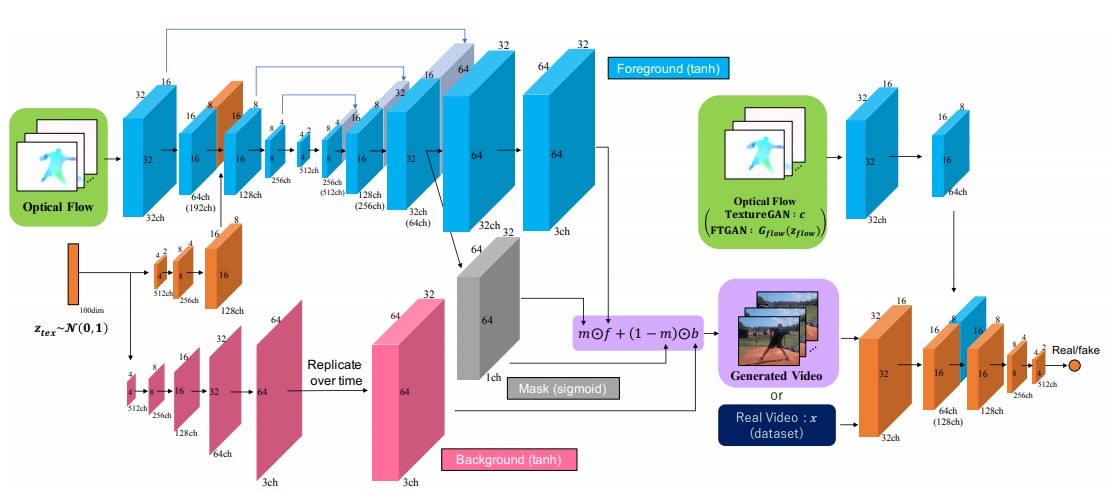 32
16
32
32ch
16
8
16
64ch
(192ch)
16
8
16
128ch
8
4
8
256ch
4
2
4
512ch
8
4
8
256ch
(512ch)
16
8
16
128ch
(256ch)
32
16
32
32ch
(64ch)
64
32
64
32ch
64
32
64
3ch
Foreground (tanh)
Optical Flow
100dim
z_tex~N(0,1)
4
2
4
512ch
8
4
8
256ch
16
8
16
128ch
4
4
512ch
8
8
256ch
16
16
128ch
32
32
64ch
64
64
3ch
Replicate
over time
64
32
64
3ch
Background (tanh)
64
32
64
1ch
Mask (sigmoid)
m⊙f + (1 − m)⊙b
Generated Video
or
Real Video : x
(dataset)
Optical Flow
(TextureGAN : c
FTGAN : G_flow(z_flow))
32
16
32
32ch
16
8
16
64ch
32
16
32
32ch
16
8
16
64ch
(128ch)
16
8
16
128ch
8
4
8
256ch
4
2
4
512ch
Real/fake